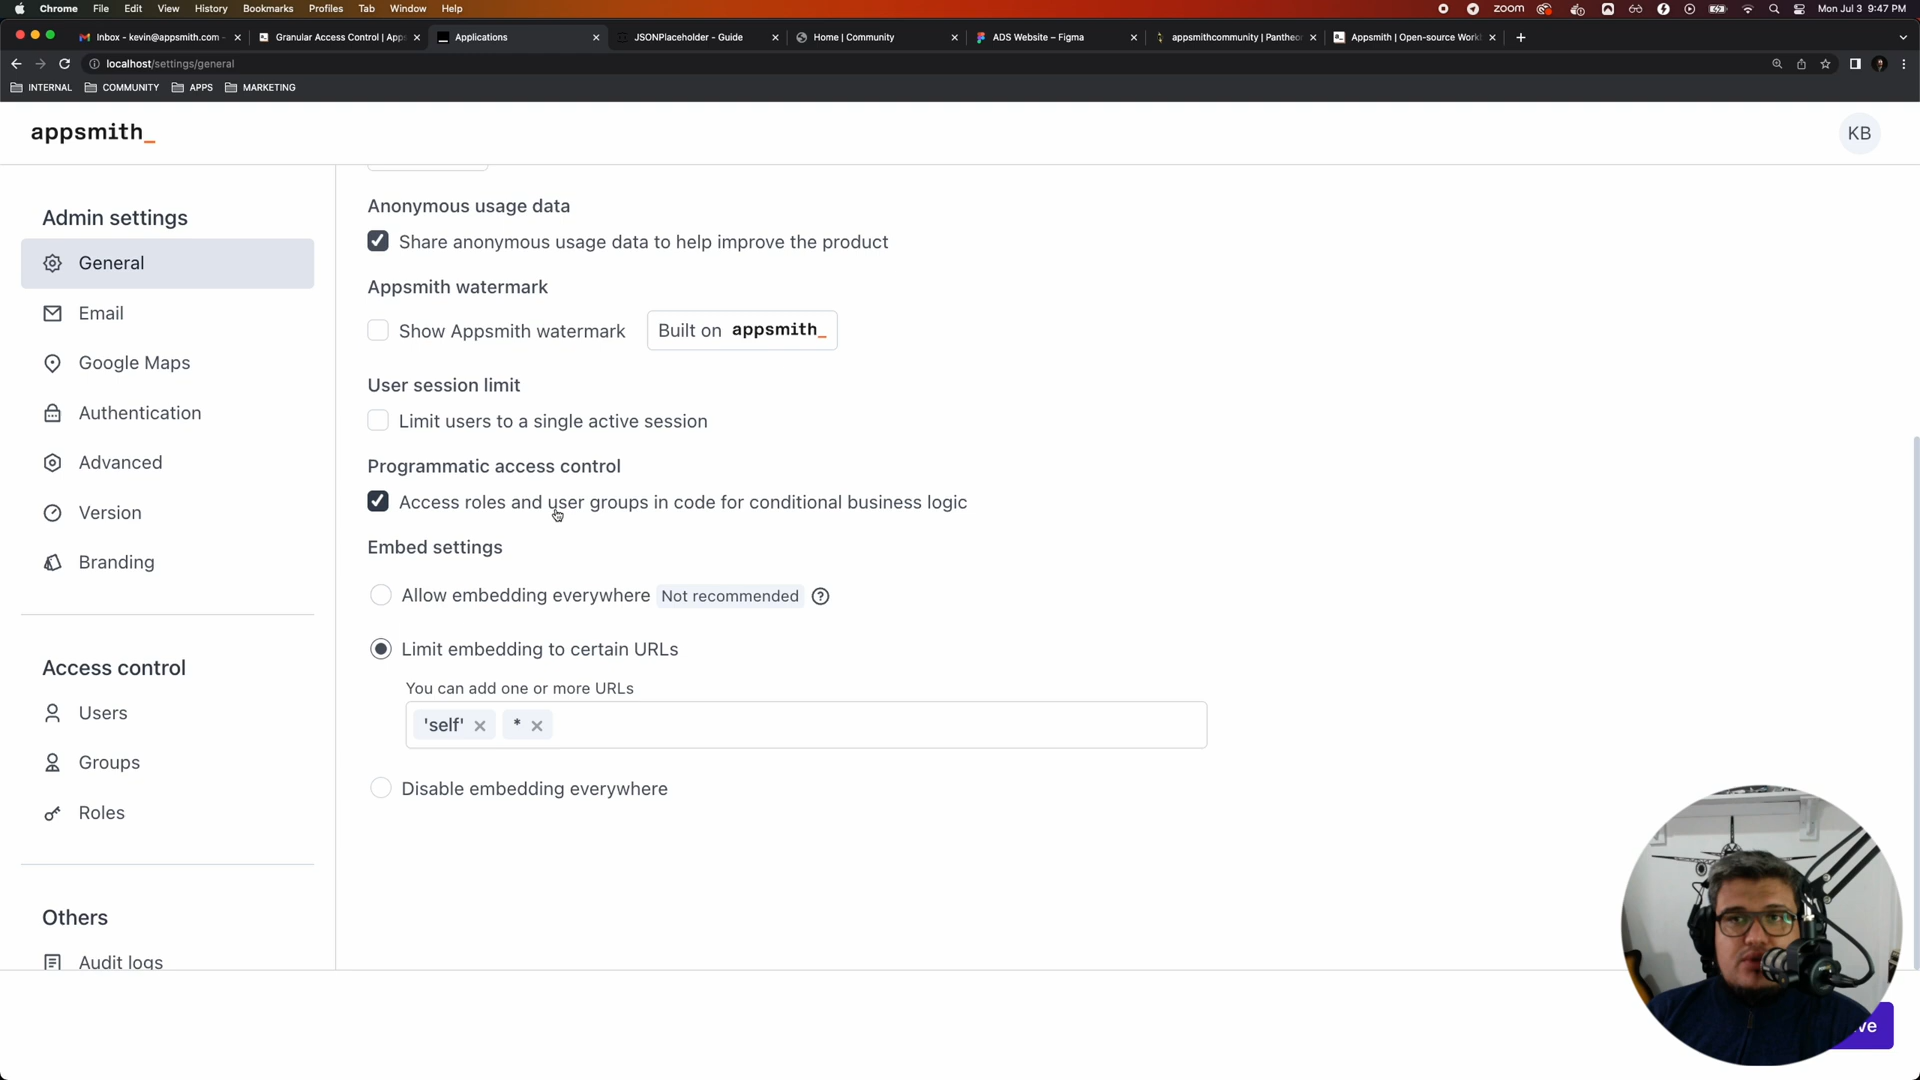 Chrome File Edit View History Bookmarks Profiles Tab Window Help
zoom
Mon Jul 3 9:47 PM
Inbox - kevin@appsmith.com -
Granular Access Control | Apps
Applications
JSONPlaceholder - Guide
Home | Community
ADS Website – Figma
appsmithcommunity | Pantheo
Appsmith | Open-source Work
localhost/settings/general
INTERNAL COMMUNITY APPS MARKETING
appsmith_
KB
Admin settings
General
Email
Google Maps
Authentication
Advanced
Version
Branding
Access control
Users
Groups
Roles
Others
Audit logs
Anonymous usage data
Share anonymous usage data to help improve the product
Appsmith watermark
Show Appsmith watermark
Built on appsmith_
User session limit
Limit users to a single active session
Programmatic access control
Access roles and user groups in code for conditional business logic
Embed settings
Allow embedding everywhere Not recommended
Limit embedding to certain URLs
You can add one or more URLs
'self' *
Disable embedding everywhere